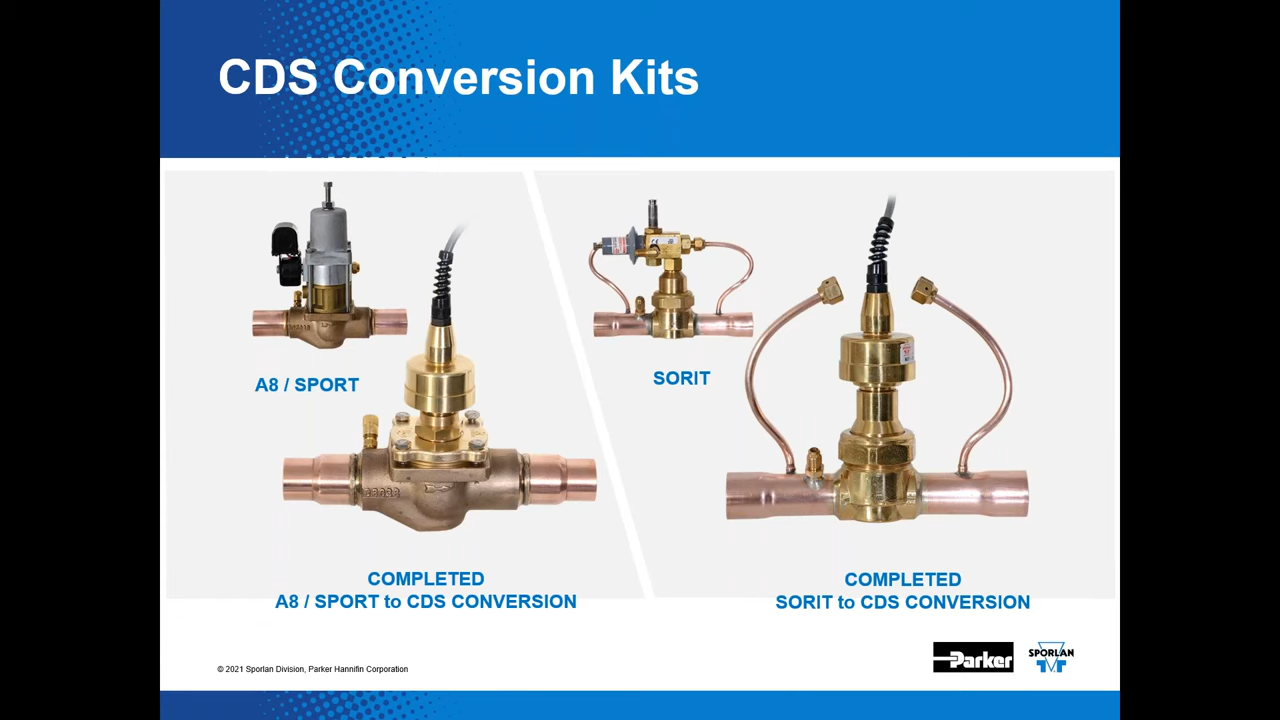 CDS Conversion Kits
A8 / SPORT
SORIT
COMPLETED
A8 / SPORT to CDS CONVERSION
COMPLETED
SORIT to CDS CONVERSION
© 2021 Sporlan Division, Parker Hannifin Corporation
Parker
SPORLAN